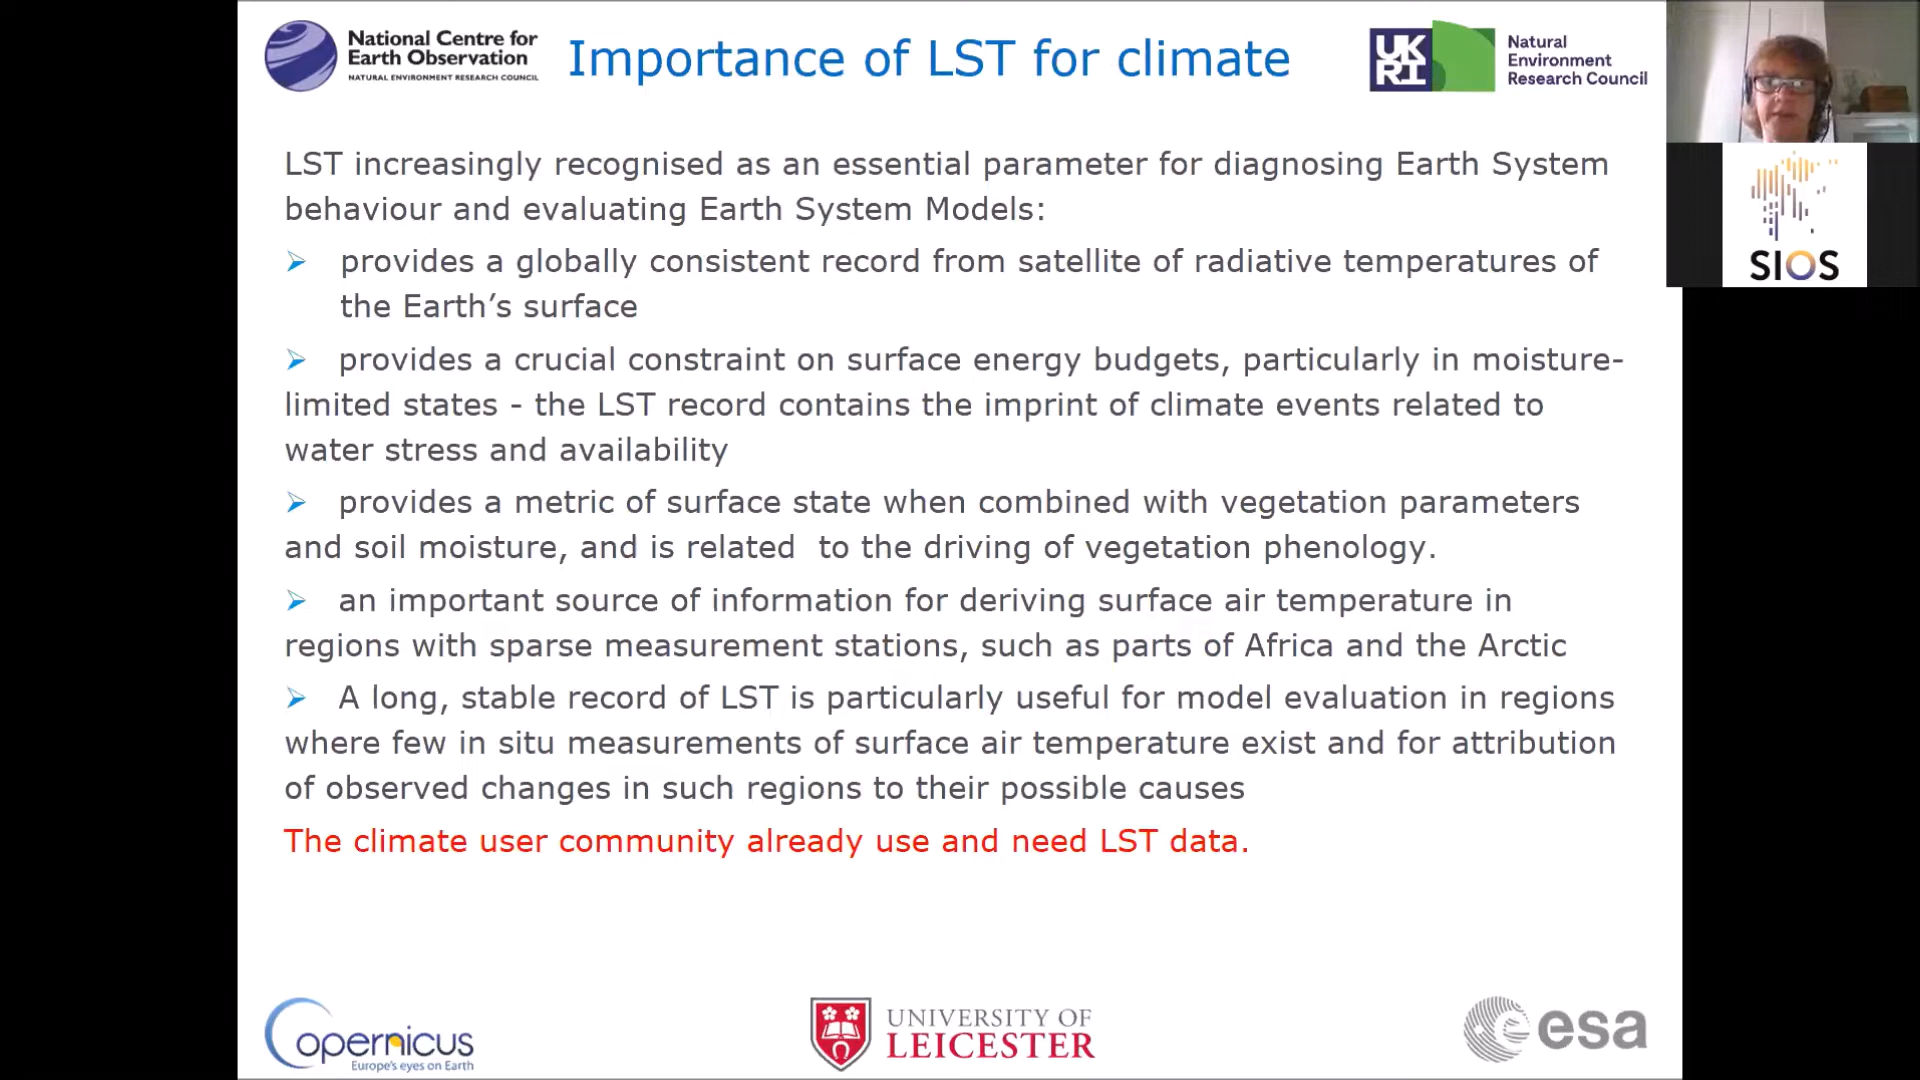 National Centre for
Earth Observation
NATURAL ENVIRONMENT RESEARCH COUNCIL
Importance of LST for climate
UK
RI
Natural
Environment
Research Council
LST increasingly recognised as an essential parameter for diagnosing Earth System
behaviour and evaluating Earth System Models:
➢ provides a globally consistent record from satellite of radiative temperatures of
the Earth’s surface
➢ provides a crucial constraint on surface energy budgets, particularly in moisture-
limited states - the LST record contains the imprint of climate events related to
water stress and availability
➢ provides a metric of surface state when combined with vegetation parameters
and soil moisture, and is related  to the driving of vegetation phenology.
➢ an important source of information for deriving surface air temperature in
regions with sparse measurement stations, such as parts of Africa and the Arctic
➢ A long, stable record of LST is particularly useful for model evaluation in regions
where few in situ measurements of surface air temperature exist and for attribution
of observed changes in such regions to their possible causes
The climate user community already use and need LST data.
SIOS
Copernicus
Europe's eyes on Earth
UNIVERSITY OF
LEICESTER
esa